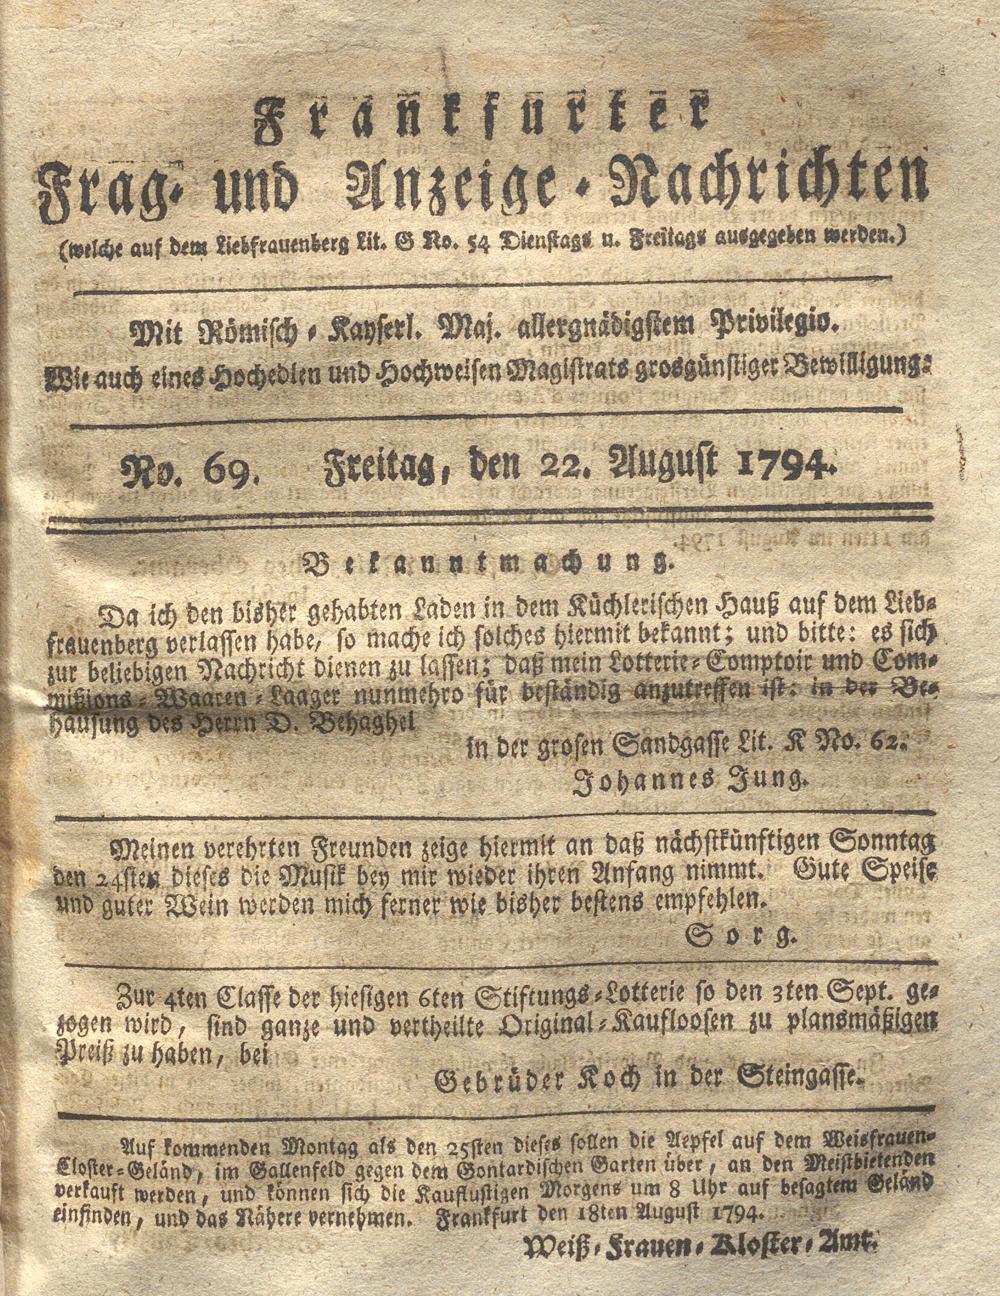 Frankfurter
Frag- und Anzeige-Nachrichten
(welche auf dem Liebfrauenberg Lit. G No. 54 Dienstags u. Freitags ausgegeben werden.)
Mit Römisch-Kayserl. Maj. allergnädigstem Privilegio.
Wie auch eines Hochedlen und Hochweisen Magistrats grosgünstiger Bewilligung.
No. 69. Freitag, den 22. August 1794.
Bekanntmachung.
Da ich den bisher gehabten Laden in dem Küchlerischen Hauß auf dem Lieb-
frauenberg verlassen habe, so mache ich solches hiermit bekannt; und bitte: es sich
zur beliebigen Nachricht dienen zu lassen; daß mein Lotterie-Comptoir und Com-
mißions-Waaren-Laager nunmehro für beständig anzutreffen ist: in der Be-
hausung des Herrn D. Behaghel
in der grosen Sandgasse Lit. K No. 62.
Johannes Jung.
Meinen verehrten Freunden zeige hiermit an daß nächstkünftigen Sonntag
den 24sten dieses die Musik bey mir wieder ihren Anfang nimmt. Gute Speise
und guter Wein werden mich ferner wie bisher bestens empfehlen.
Sorg.
Zur 4ten Classe der hiesigen 6ten Stiftungs-Lotterie so den 3ten Sept. ge-
zogen wird, sind ganze und vertheilte Original-Kaufloosen zu plansmäßigen
Preiß zu haben, bei
Gebrüder Koch in der Steingasse.
Auf kommenden Montag als den 25sten dieses sollen die Aepfel auf dem Weisfrauen-
Closter-Geländ, im Gallenfeld gegen dem Gontardischen Garten über, an den Meistbietenden
verkauft werden, und können sich die Kauflustigen Morgens um 8 Uhr auf besagtem Geländ
einfinden, und das Nähere vernehmen. Frankfurt den 18ten August 1794.
Weiß-Frauen-Kloster-Amt.